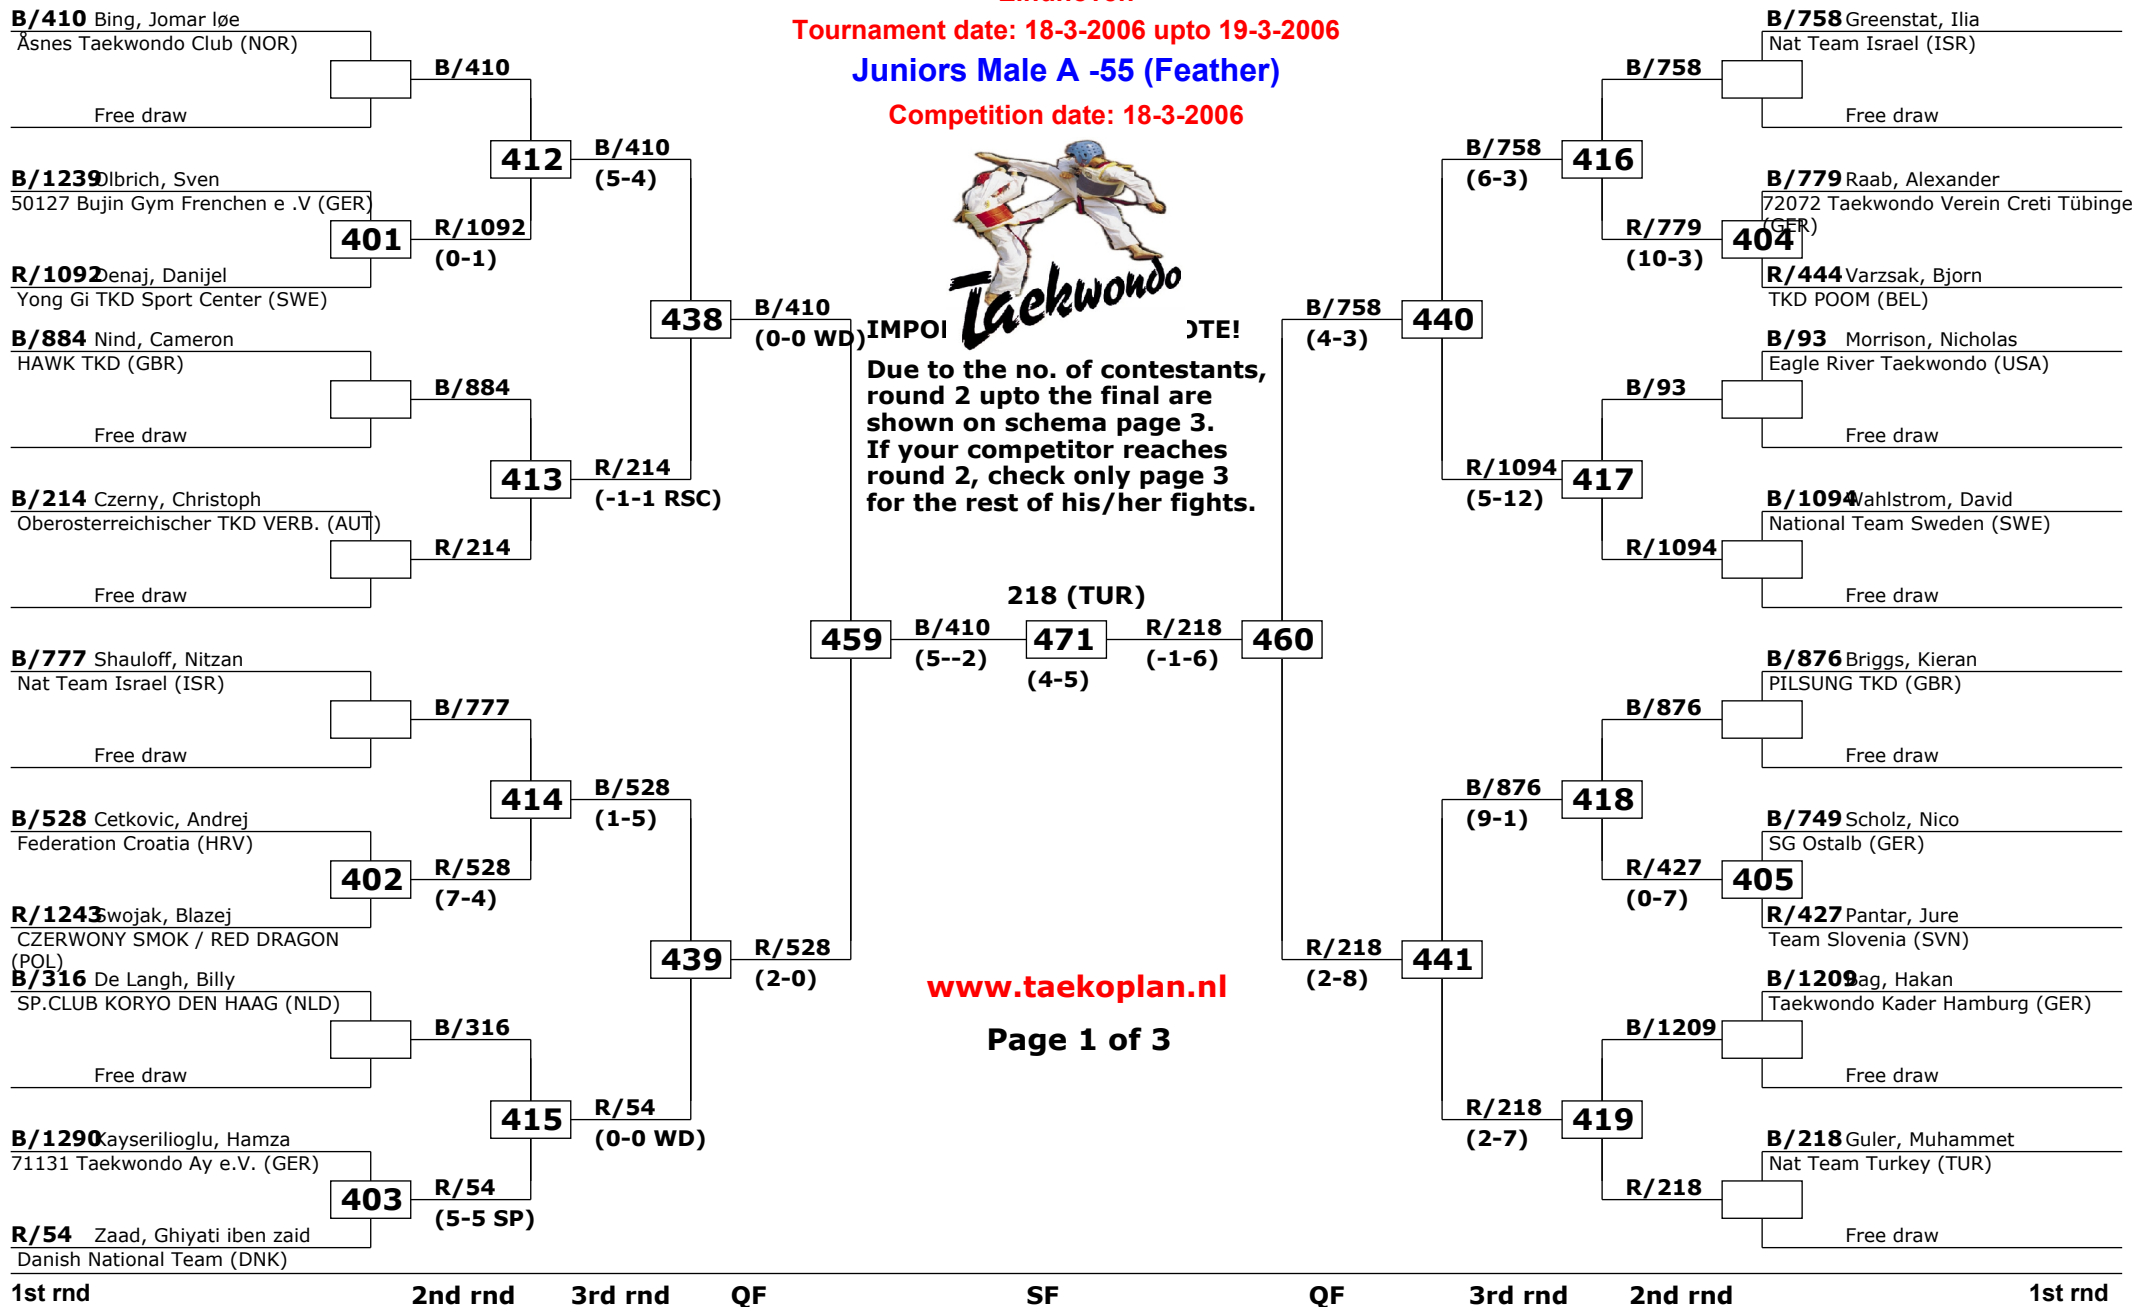 Eindhoven
Tournament date: 18-3-2006 upto 19-3-2006
Juniors Male A -55 (Feather)
Competition date: 18-3-2006
B/410 Bing, Jomar løe
Åsnes Taekwondo Club (NOR)
Free draw
B/410
B/1239 Olbrich, Sven
50127 Bujin Gym Frenchen e .V (GER)
401
R/1092
(0-1)
R/1092 Denaj, Danijel
Yong Gi TKD Sport Center (SWE)
412
B/410
(5-4)
B/884 Nind, Cameron
HAWK TKD (GBR)
Free draw
B/884
B/214 Czerny, Christoph
Oberosterreichischer TKD VERB. (AUT)
Free draw
R/214
413
R/214
(-1-1 RSC)
438
B/410
(0-0 WD)
B/777 Shauloff, Nitzan
Nat Team Israel (ISR)
Free draw
B/777
B/528 Cetkovic, Andrej
Federation Croatia (HRV)
402
R/528
(7-4)
R/1243 Swojak, Blazej
CZERWONY SMOK / RED DRAGON
(POL)
414
B/528
(1-5)
B/316 De Langh, Billy
SP.CLUB KORYO DEN HAAG (NLD)
Free draw
B/316
B/1290 Kayserilioglu, Hamza
71131 Taekwondo Ay e.V. (GER)
403
R/54
(5-5 SP)
R/54 Zaad, Ghiyati iben zaid
Danish National Team (DNK)
415
R/54
(0-0 WD)
439
R/528
(2-0)
Taekwondo
IMPO OTE!
Due to the no. of contestants,
round 2 upto the final are
shown on schema page 3.
If your competitor reaches
round 2, check only page 3
for the rest of his/her fights.
218 (TUR)
459
B/410
(5--2)
471
(4-5)
R/218
(-1-6)
460
www.taekoplan.nl
Page 1 of 3
B/758 Greenstat, Ilia
Nat Team Israel (ISR)
Free draw
B/758
B/779 Raab, Alexander
72072 Taekwondo Verein Creti Tübinge
(GER)
404
R/779
(10-3)
R/444 Varzsak, Bjorn
TKD POOM (BEL)
416
B/758
(6-3)
B/93 Morrison, Nicholas
Eagle River Taekwondo (USA)
Free draw
B/93
B/1094 Wahlstrom, David
National Team Sweden (SWE)
Free draw
R/1094
417
R/1094
(5-12)
440
B/758
(4-3)
B/876 Briggs, Kieran
PILSUNG TKD (GBR)
Free draw
B/876
B/749 Scholz, Nico
SG Ostalb (GER)
405
R/427
(0-7)
R/427 Pantar, Jure
Team Slovenia (SVN)
418
B/876
(9-1)
B/1209 Bag, Hakan
Taekwondo Kader Hamburg (GER)
Free draw
B/1209
B/218 Guler, Muhammet
Nat Team Turkey (TUR)
Free draw
R/218
419
R/218
(2-7)
441
R/218
(2-8)
1st rnd 2nd rnd 3rd rnd QF SF QF 3rd rnd 2nd rnd 1st rnd